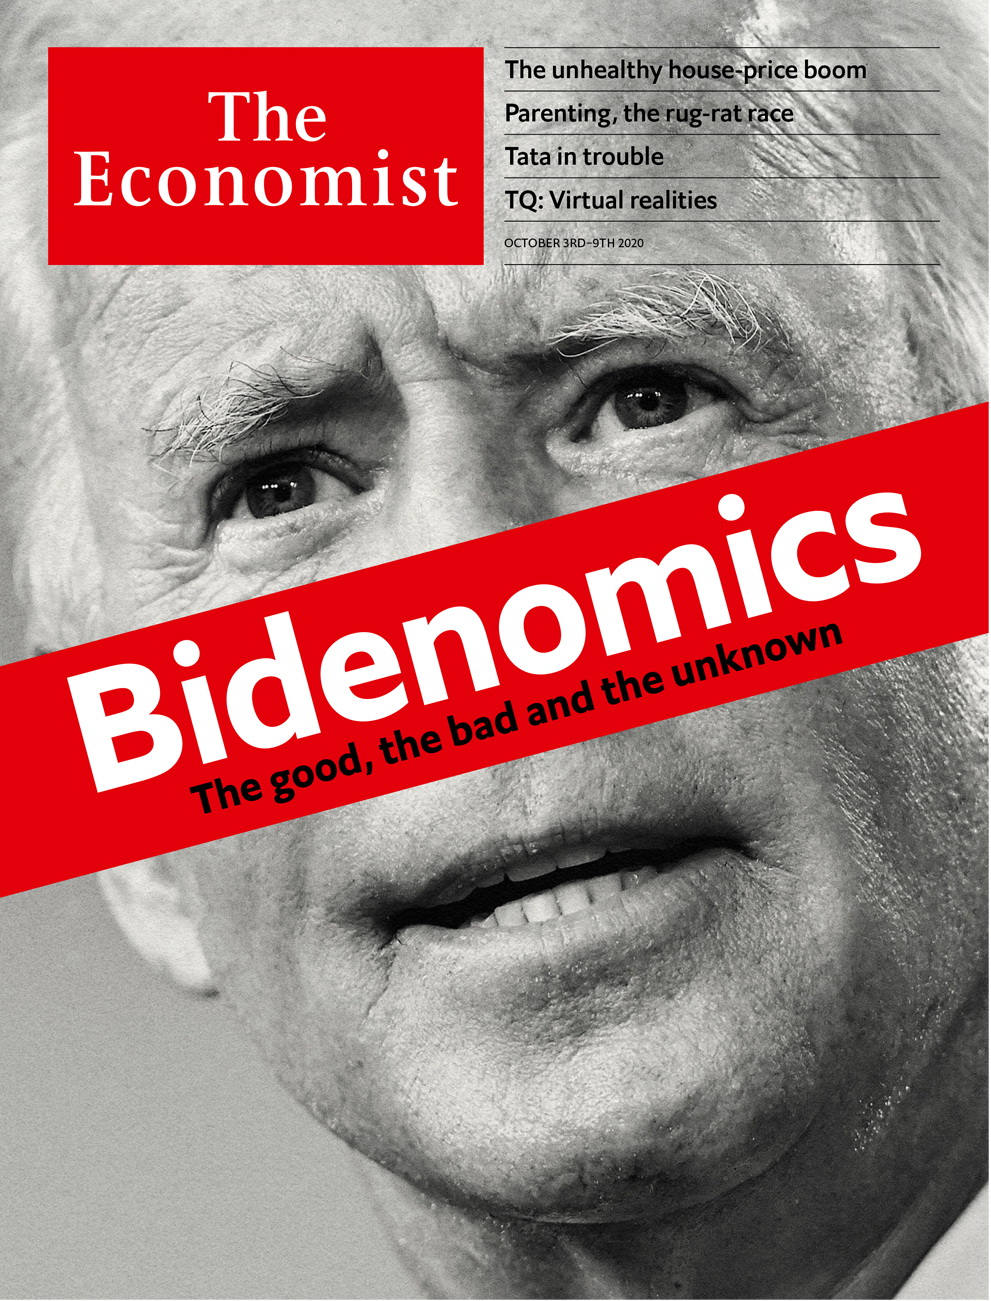 The
Economist
The unhealthy house-price boom
Parenting, the rug-rat race
Tata in trouble
TQ: Virtual realities
OCTOBER 3RD–9TH 2020
Bidenomics
The good, the bad and the unknown